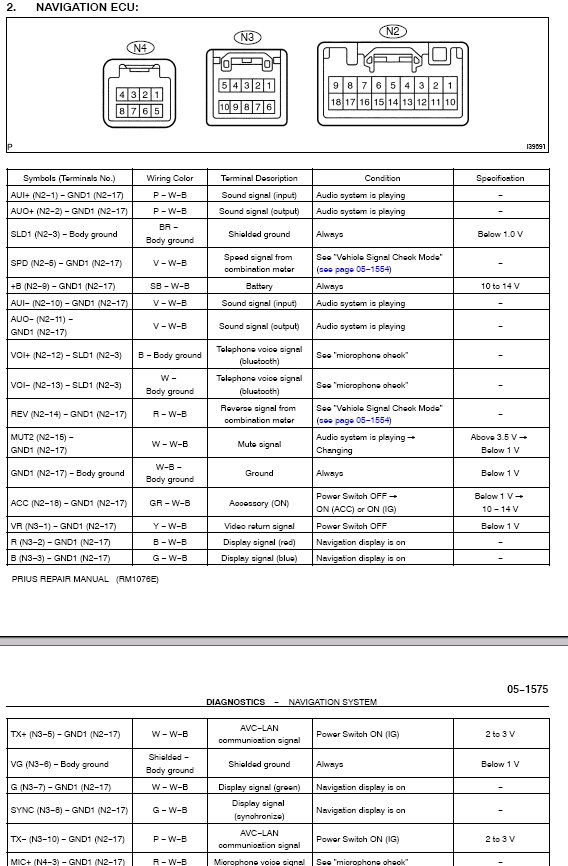 2. NAVIGATION ECU:
N4
N3
N2
4 3 2 1
8 7 6 5
5 4 3 2 1
10 9 8 7 6
9 8 7 6 5 4 3 2 1
18 17 16 15 14 13 12 11 10
P
I39591
Symbols (Terminals No.) Wiring Color Terminal Description Condition Specification
AUI+ (N2–1) – GND1 (N2–17) P – W–B Sound signal (input) Audio system is playing –
AUO+ (N2–2) – GND1 (N2–17) P – W–B Sound signal (output) Audio system is playing –
SLD1 (N2–3) – Body ground BR – Body ground Shielded ground Always Below 1.0 V
SPD (N2–5) – GND1 (N2–17) V – W–B Speed signal from combination meter See "Vehicle Signal Check Mode" (see page 05–1554) –
+B (N2–9) – GND1 (N2–17) SB – W–B Battery Always 10 to 14 V
AUI– (N2–10) – GND1 (N2–17) V – W–B Sound signal (input) Audio system is playing –
AUO– (N2–11) – GND1 (N2–17) V – W–B Sound signal (output) Audio system is playing –
VOI+ (N2–12) – SLD1 (N2–3) B – Body ground Telephone voice signal (bluetooth) See "microphone check" –
VOI– (N2–13) – SLD1 (N2–3) W – Body ground Telephone voice signal (bluetooth) See "microphone check" –
REV (N2–14) – GND1 (N2–17) R – W–B Reverse signal from combination meter See "Vehicle Signal Check Mode" (see page 05–1554) –
MUT2 (N2–15) – GND1 (N2–17) W – W–B Mute signal Audio system is playing → Changing Above 3.5 V → Below 1 V
GND1 (N2–17) – Body ground W–B – Body ground Ground Always Below 1 V
ACC (N2–18) – GND1 (N2–17) GR – W–B Accessory (ON) Power Switch OFF → ON (ACC) or ON (IG) Below 1 V → 10 – 14 V
VR (N3–1) – GND1 (N2–17) Y – W–B Video return signal Power Switch OFF Below 1 V
R (N3–2) – GND1 (N2–17) B – W–B Display signal (red) Navigation display is on –
B (N3–3) – GND1 (N2–17) G – W–B Display signal (blue) Navigation display is on –
PRIUS REPAIR MANUAL (RM1076E)
05–1575
DIAGNOSTICS – NAVIGATION SYSTEM
TX+ (N3–5) – GND1 (N2–17) W – W–B AVC–LAN communication signal Power Switch ON (IG) 2 to 3 V
VG (N3–6) – Body ground Shielded – Body ground Shielded ground Always Below 1 V
G (N3–7) – GND1 (N2–17) W – W–B Display signal (green) Navigation display is on –
SYNC (N3–8) – GND1 (N2–17) G – W–B Display signal (synchronize) Navigation display is on –
TX– (N3–10) – GND1 (N2–17) P – W–B AVC–LAN communication signal Power Switch ON (IG) 2 to 3 V
MIC+ (N4–3) – GND1 (N2–17) R – W–B Microphone voice signal See "microphone check" –